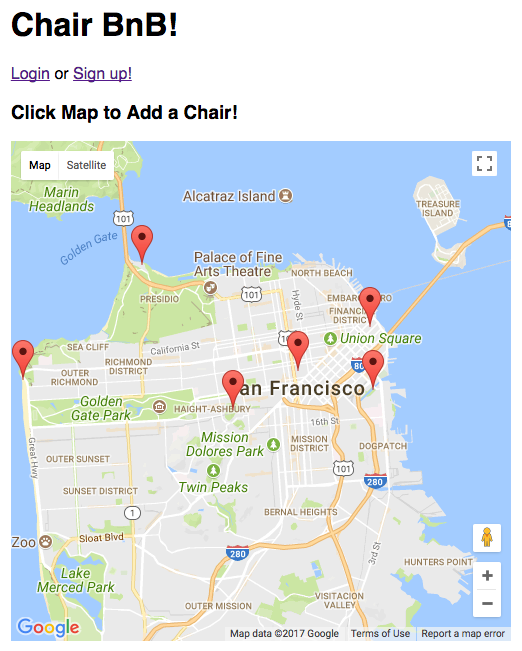 Chair BnB!
Login or Sign up!
Click Map to Add a Chair!
Map Satellite
Marin
Headlands
Alcatraz Island
TREASURE
ISLAND
101
Golden Gate
Palace of Fine
Arts Theatre
NORTH BEACH
PRESIDIO
101
Hyde St
FINANCIAL
DISTRICT
Union Square
SEA CLIFF
California St
RICHMOND
DISTRICT
OUTER
RICHMOND
80
an Francisco
Golden
Gate Park
HAIGHT-ASHBURY
16th St
Great Hwy
Mission
Dolores Park
MISSION
DISTRICT
DOGPATCH
OUTER SUNSET
Twin Peaks
101
280
SUNSET DISTRICT
1
BERNAL HEIGHTS
Zoo
Sloat Blvd
280
3rd St
HUNTERS POINT
Lake
Merced Park
OUTER MISSION
VISITACION
VALLEY
Google
Map data ©2017 Google Terms of Use Report a map error